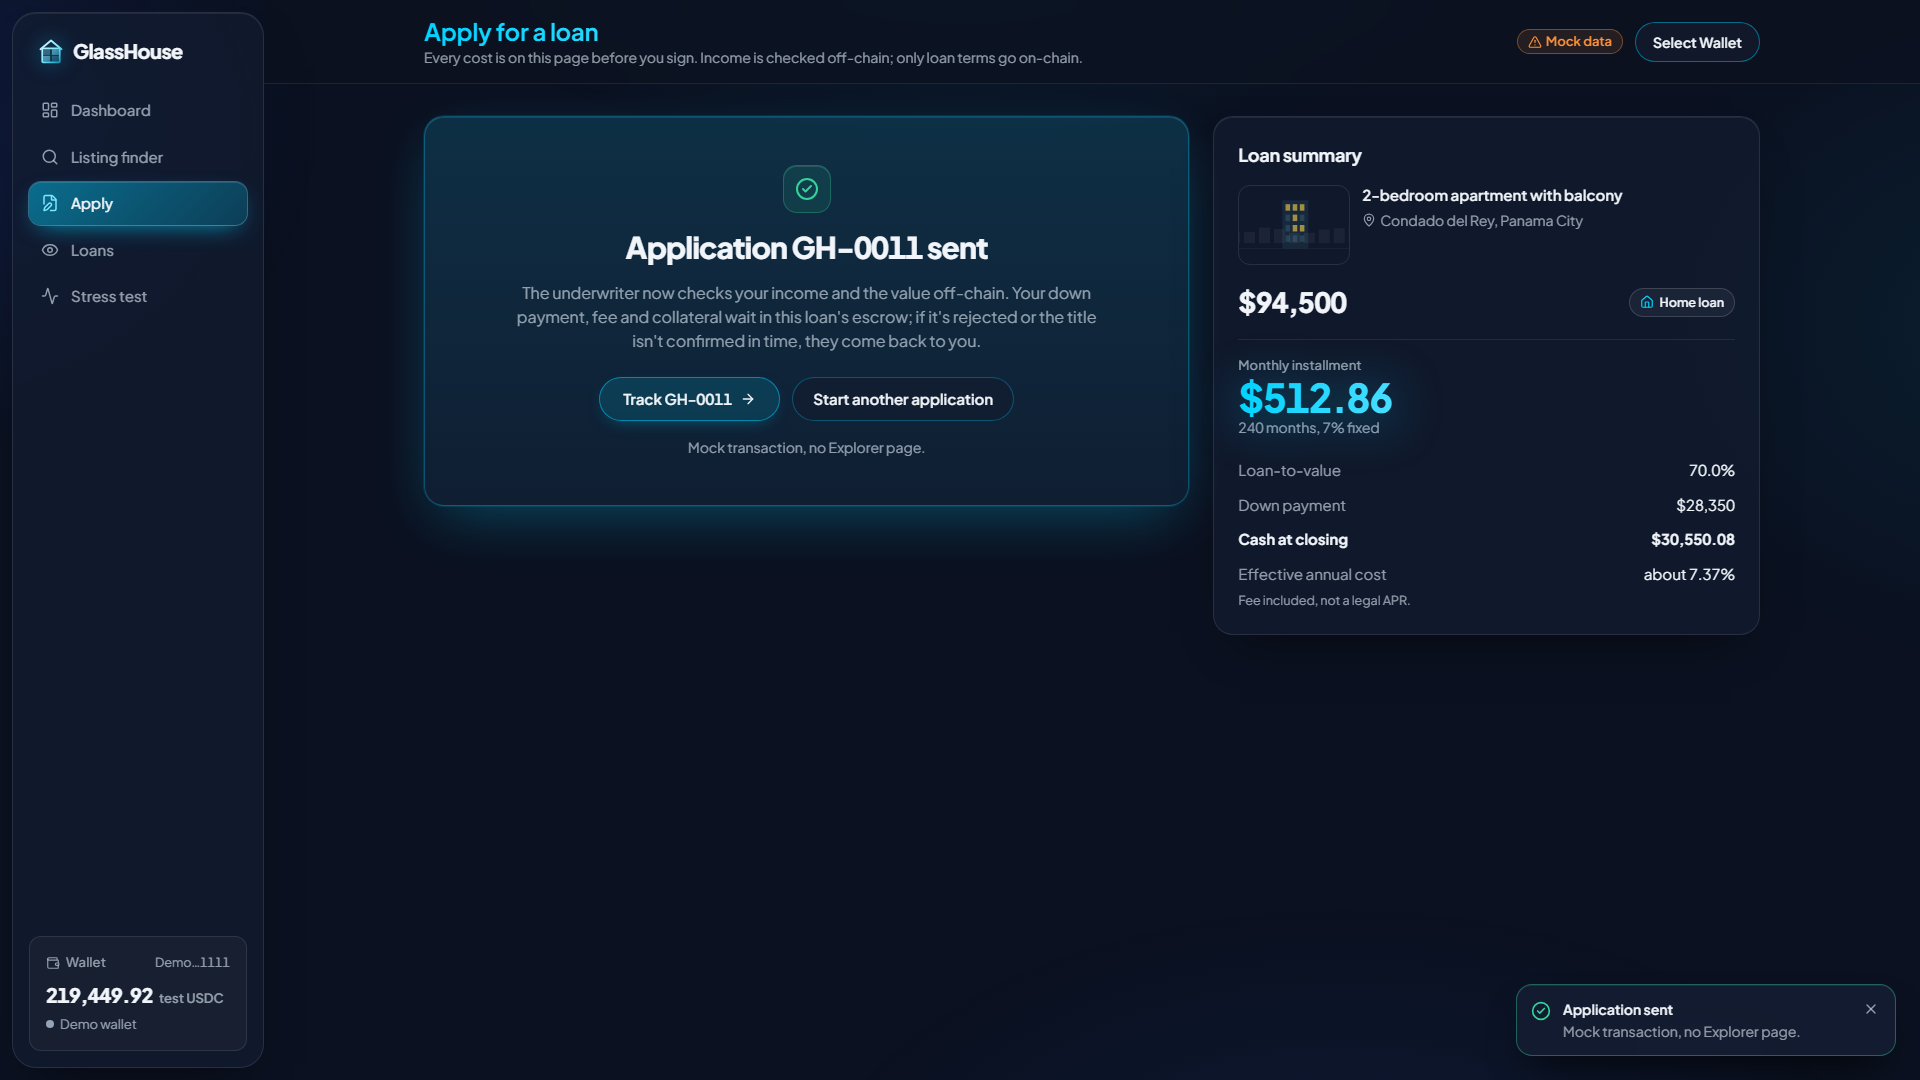 GlassHouse
Dashboard
Listing finder
Apply
Loans
Stress test
Wallet
Demo...1111
219,449.92 test USDC
Demo wallet
Apply for a loan
Every cost is on this page before you sign. Income is checked off-chain; only loan terms go on-chain.
Mock data
Select Wallet
Application GH-0011 sent
The underwriter now checks your income and the value off-chain. Your down
payment, fee and collateral wait in this loan's escrow; if it's rejected or the title
isn't confirmed in time, they come back to you.
Track GH-0011
Start another application
Mock transaction, no Explorer page.
Loan summary
2-bedroom apartment with balcony
Condado del Rey, Panama City
$94,500
Home loan
Monthly installment
$512.86
240 months, 7% fixed
Loan-to-value 70.0%
Down payment $28,350
Cash at closing $30,550.08
Effective annual cost about 7.37%
Fee included, not a legal APR.
Application sent
Mock transaction, no Explorer page.